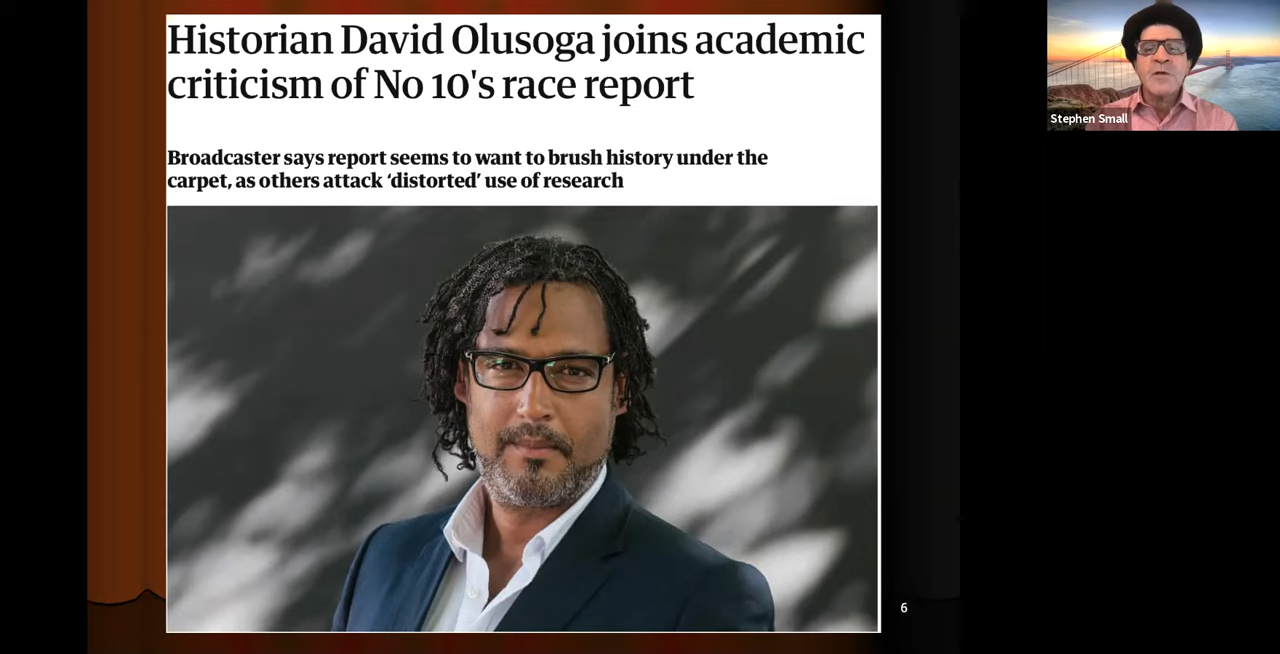 Historian David Olusoga joins academic
criticism of No 10's race report
Broadcaster says report seems to want to brush history under the
carpet, as others attack ‘distorted’ use of research
Stephen Small
6